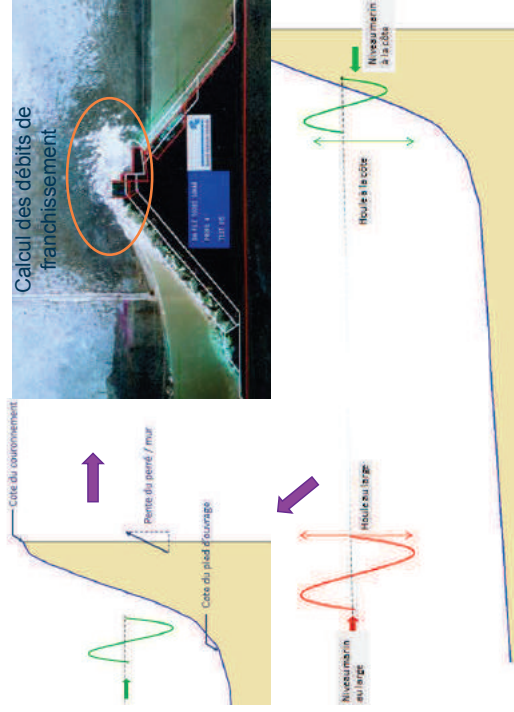 Calcul des débits de
franchissement
Cote du couronnement
Pente du perré / mur
Cote du pied d'ouvrage
Niveau marin
à la côte
Houle à la côte
Houle au large
Niveau marin
au large